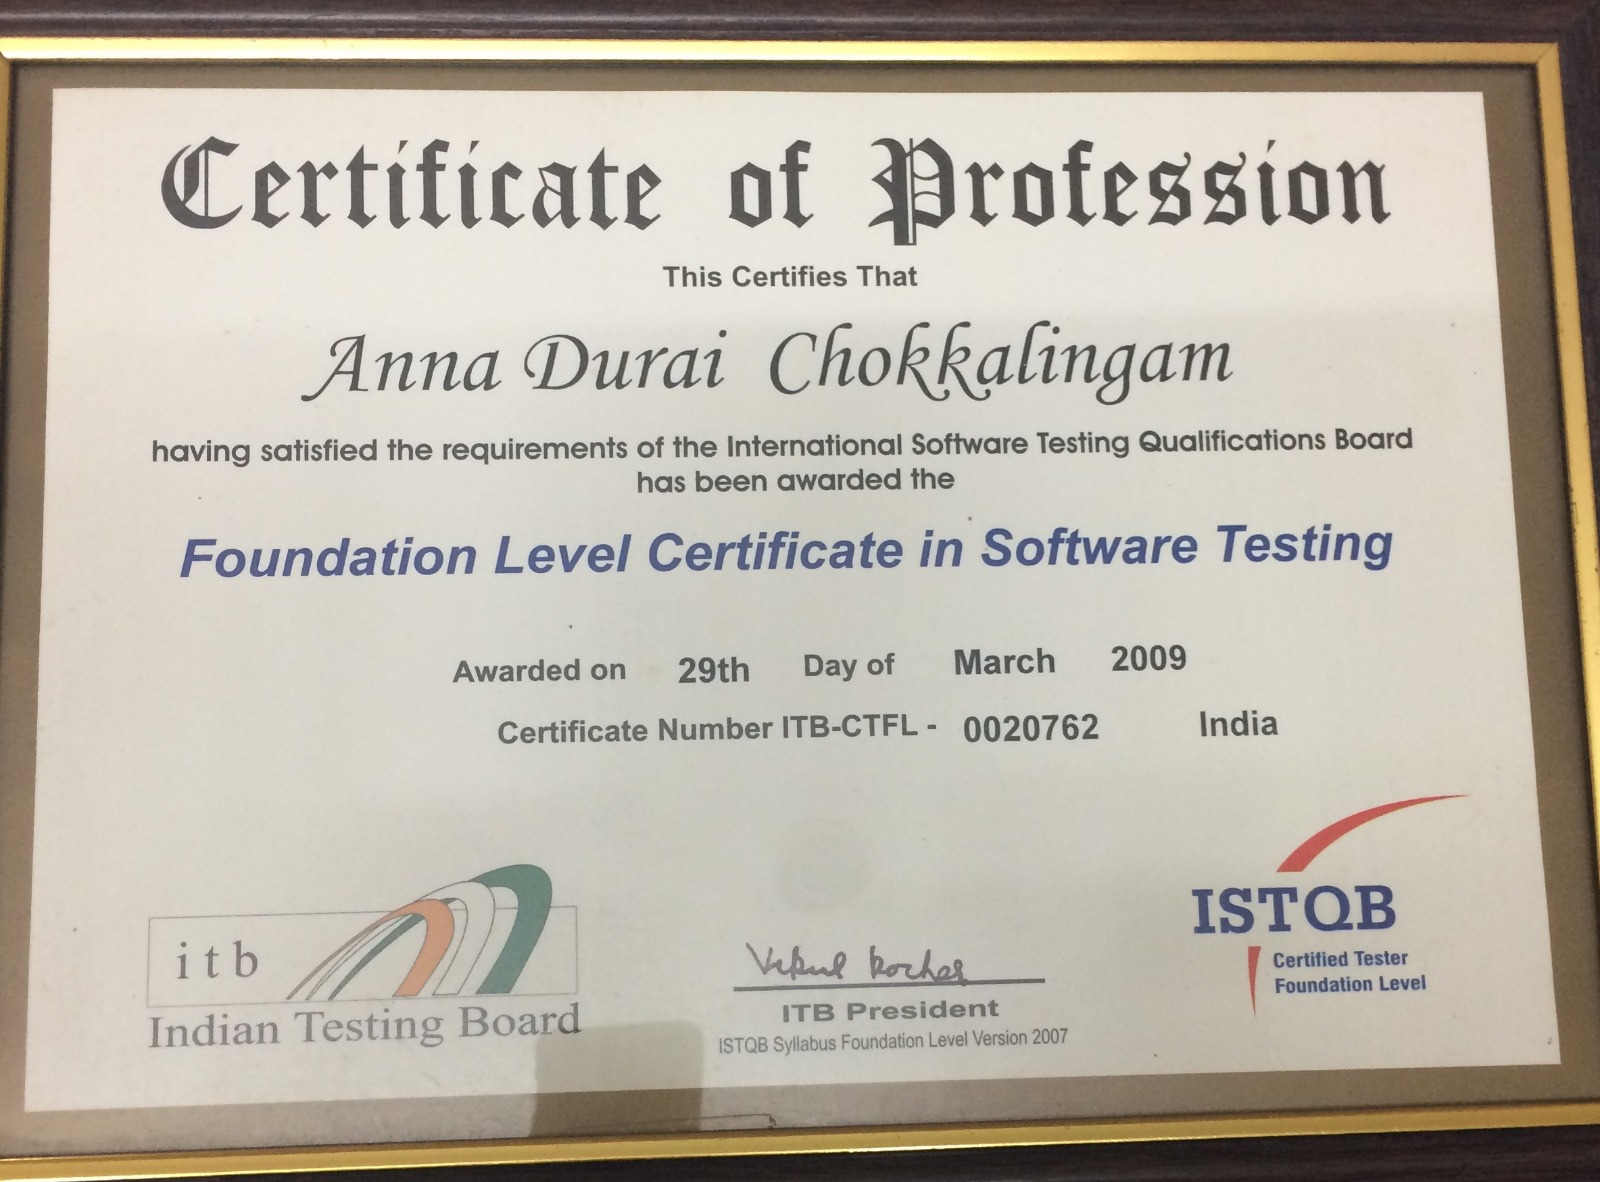 Certificate of Profession
This Certifies That
Anna Durai Chokkalingam
having satisfied the requirements of the International Software Testing Qualifications Board
has been awarded the
Foundation Level Certificate in Software Testing
Awarded on 29th Day of March 2009
Certificate Number ITB-CTFL - 0020762 India
itb
Indian Testing Board
Vikul Kocher
ITB President
ISTQB Syllabus Foundation Level Version 2007
ISTQB
Certified Tester
Foundation Level